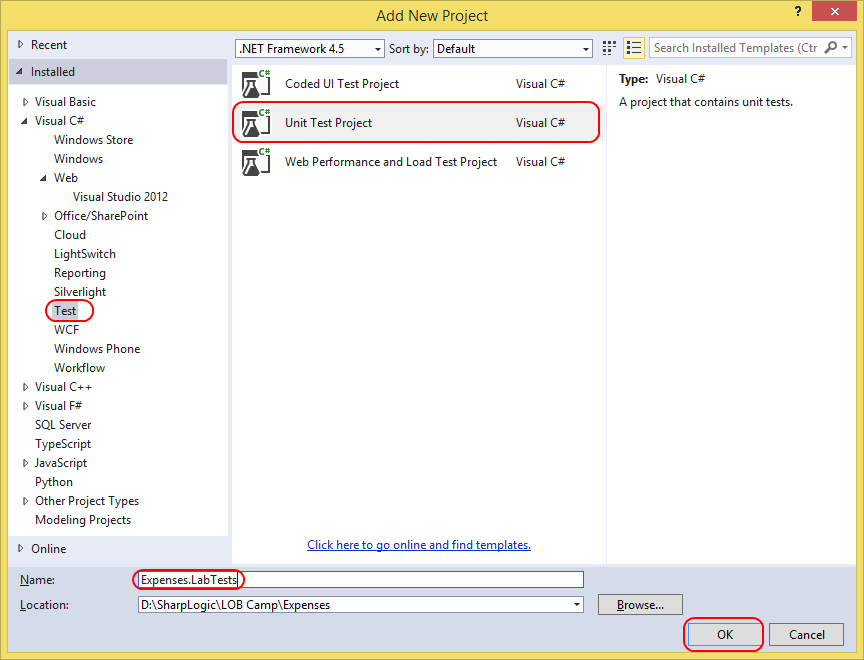 Add New Project
?
Recent
Installed
Visual Basic
Visual C#
Windows Store
Windows
Web
Visual Studio 2012
Office/SharePoint
Cloud
LightSwitch
Reporting
Silverlight
Test
WCF
Windows Phone
Workflow
Visual C++
Visual F#
SQL Server
TypeScript
JavaScript
Python
Other Project Types
Modeling Projects
Online
.NET Framework 4.5 Sort by: Default
Search Installed Templates (Ctr
C# Coded UI Test Project Visual C#
C# Unit Test Project Visual C#
C# Web Performance and Load Test Project Visual C#
Click here to go online and find templates.
Type: Visual C#
A project that contains unit tests.
Name: Expenses.LabTests
Location: D:\SharpLogic\LOB Camp\Expenses Browse...
OK Cancel